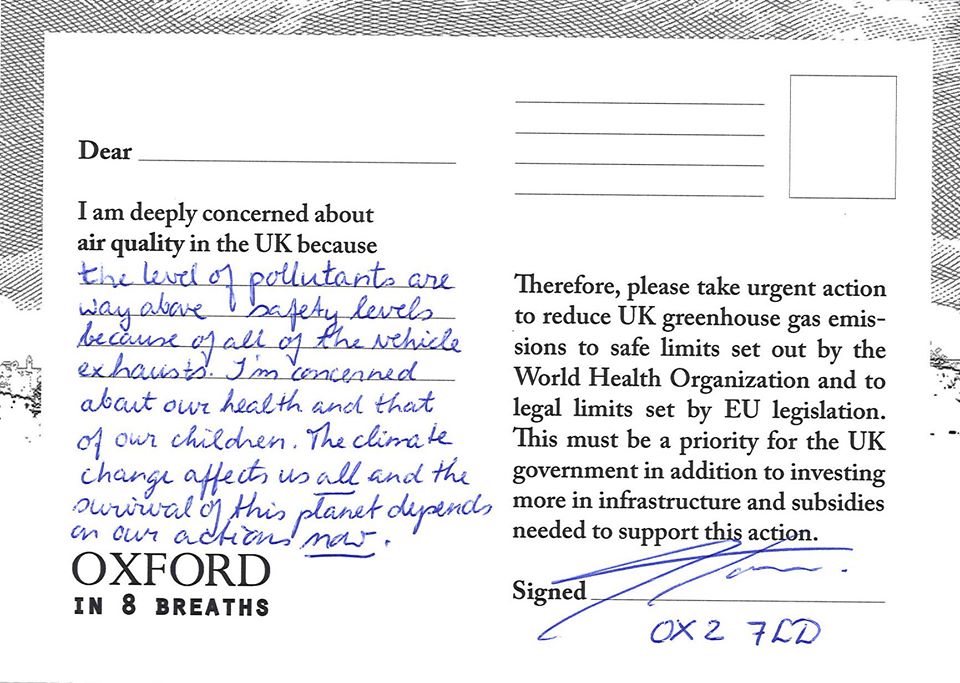 Dear
I am deeply concerned about
air quality in the UK because
the level of pollutants are
way above safety levels
because of all of the vehicle
exhausts. I'm concerned
about our health and that
of our children. The climate
change affects us all and the
survival of this planet depends
on our actions now.
OXFORD
IN 8 BREATHS
Therefore, please take urgent action
to reduce UK greenhouse gas emis-
sions to safe limits set out by the
World Health Organization and to
legal limits set by EU legislation.
This must be a priority for the UK
government in addition to investing
more in infrastructure and subsidies
needed to support this action.
Signed
OX2 7LD